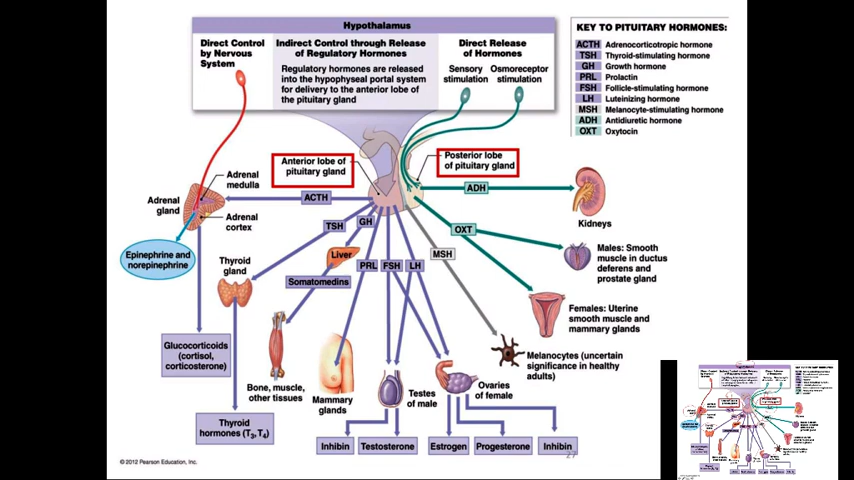 Hypothalamus
Direct Control
by Nervous
System
Indirect Control through Release
of Regulatory Hormones
Regulatory hormones are released
into the hypophyseal portal system
for delivery to the anterior lobe of
the pituitary gland
Direct Release
of Hormones
Sensory
stimulation
Osmoreceptor
stimulation
KEY TO PITUITARY HORMONES:
ACTH Adrenocorticotropic hormone
TSH Thyroid-stimulating hormone
GH Growth hormone
PRL Prolactin
FSH Follicle-stimulating hormone
LH Luteinizing hormone
MSH Melanocyte-stimulating hormone
ADH Antidiuretic hormone
OXT Oxytocin
Anterior lobe of
pituitary gland
Posterior lobe
of pituitary gland
Adrenal
medulla
Adrenal
gland
Adrenal
cortex
ACTH
ADH
Kidneys
TSH
GH
OXT
Epinephrine and
norepinephrine
Thyroid
gland
Liver
Somatomedins
PRL
FSH
LH
MSH
Males: Smooth
muscle in ductus
deferens and
prostate gland
Females: Uterine
smooth muscle and
mammary glands
Glucocorticoids
(cortisol,
corticosterone)
Bone, muscle,
other tissues
Mammary
glands
Testes
of male
Ovaries
of female
Melanocytes (uncertain
significance in healthy
adults)
Thyroid
hormones (T3, T4)
Inhibin
Testosterone
Estrogen
Progesterone
Inhibin
© 2012 Pearson Education, Inc.
27